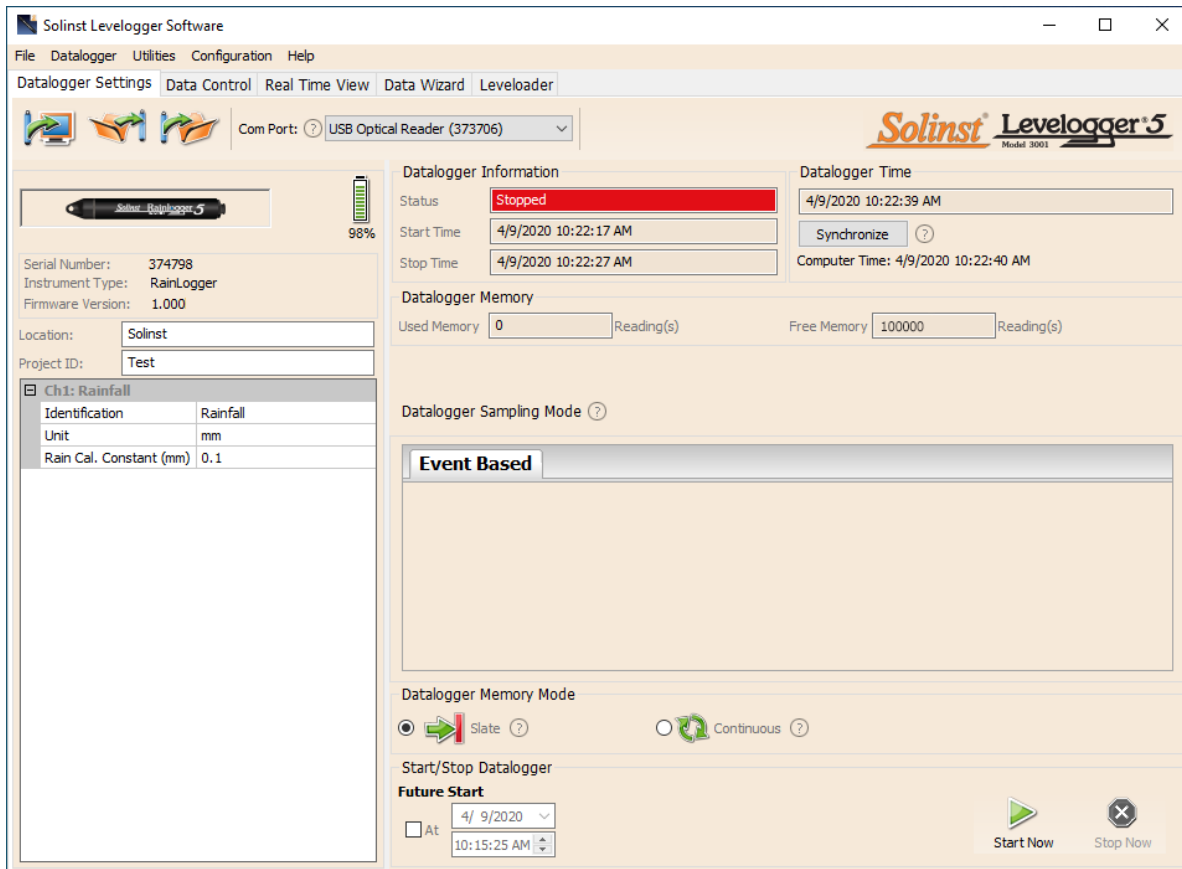 Solinst Levelogger Software
File Datalogger Utilities Configuration Help
Datalogger Settings Data Control Real Time View Data Wizard Leveloader
Com Port: ? USB Optical Reader (373706)
Solinst® Levelogger® 5
Model 3001
Solinst Rainlogger 5
98%
Serial Number: 374798
Instrument Type: RainLogger
Firmware Version: 1.000
Location: Solinst
Project ID: Test
Ch1: Rainfall
Identification Rainfall
Unit mm
Rain Cal. Constant (mm) 0.1
Datalogger Information
Status Stopped
Start Time 4/9/2020 10:22:17 AM
Stop Time 4/9/2020 10:22:27 AM
Datalogger Time
4/9/2020 10:22:39 AM
Synchronize ?
Computer Time: 4/9/2020 10:22:40 AM
Datalogger Memory
Used Memory 0 Reading(s) Free Memory 100000 Reading(s)
Datalogger Sampling Mode ?
Event Based
Datalogger Memory Mode
Slate ? Continuous ?
Start/Stop Datalogger
Future Start
At 4/ 9/2020
10:15:25 AM
Start Now Stop Now